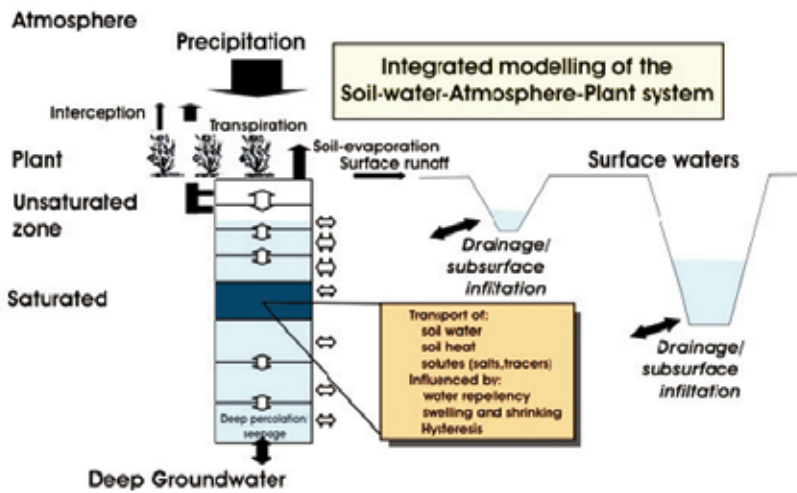 Atmosphere
Precipitation
Integrated modelling of the
Soil-water-Atmosphere-Plant system
Interception
Transpiration
Plant
Soil-evaporation
Surface runoff
Surface waters
Unsaturated
zone
Drainage/
subsurface
infiltration
Saturated
Transport of:
soil water
soil heat
solutes (salts,tracers)
Influenced by:
water repellency
swelling and shrinking
Hysteresis
Drainage/
subsurface
infiltration
Deep percolation
seepage
Deep Groundwater